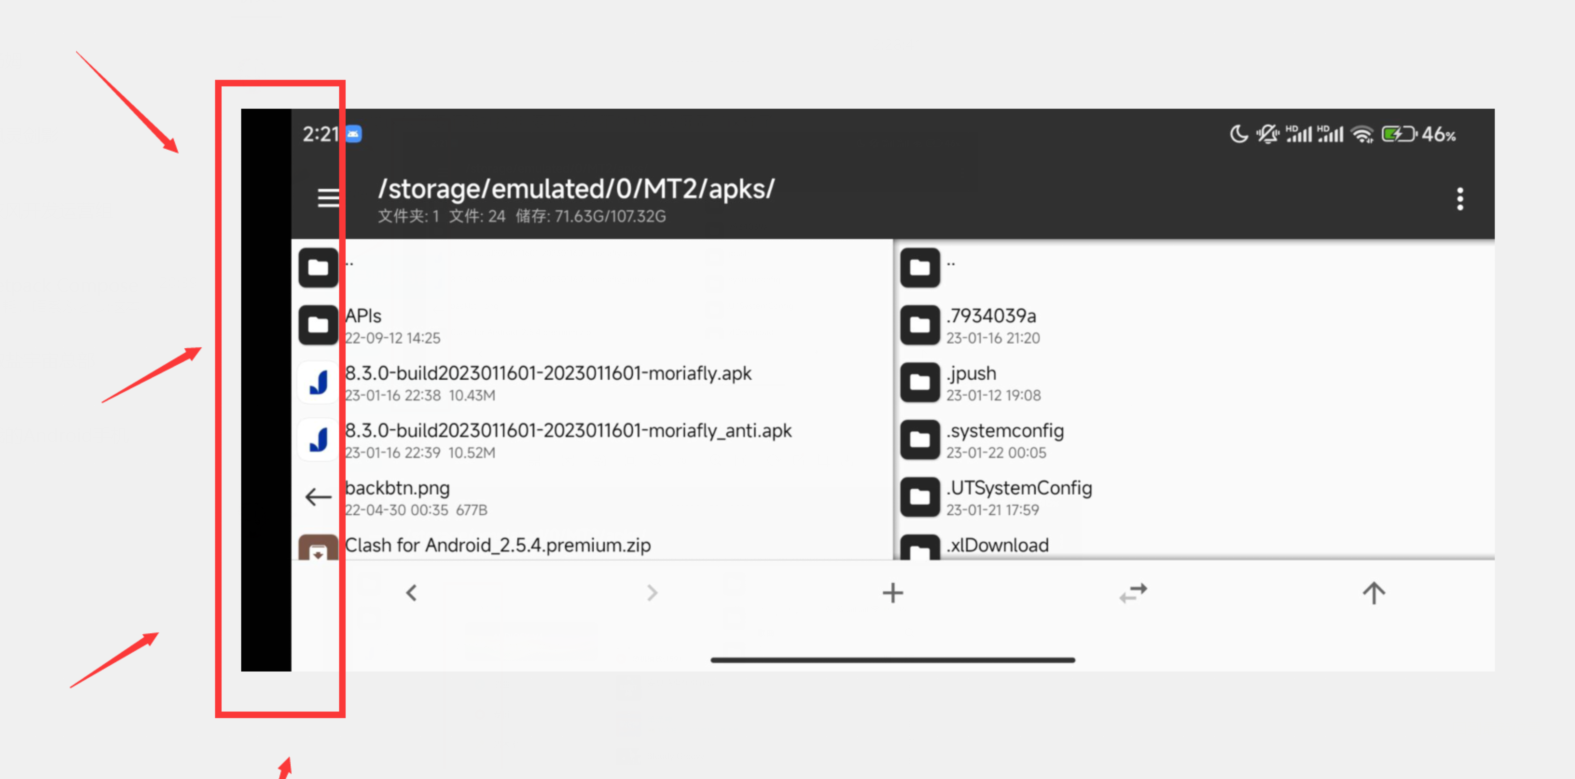 2:21
HD HD 46%
/storage/emulated/0/MT2/apks/
文件夹: 1 文件: 24 储存: 71.63G/107.32G
..
APIs
22-09-12 14:25
8.3.0-build2023011601-2023011601-moriafly.apk
23-01-16 22:38 10.43M
8.3.0-build2023011601-2023011601-moriafly_anti.apk
23-01-16 22:39 10.52M
backbtn.png
22-04-30 00:35 677B
Clash for Android_2.5.4.premium.zip
..
.7934039a
23-01-16 21:20
.jpush
23-01-12 19:08
.systemconfig
23-01-22 00:05
.UTSystemConfig
23-01-21 17:59
.xlDownload